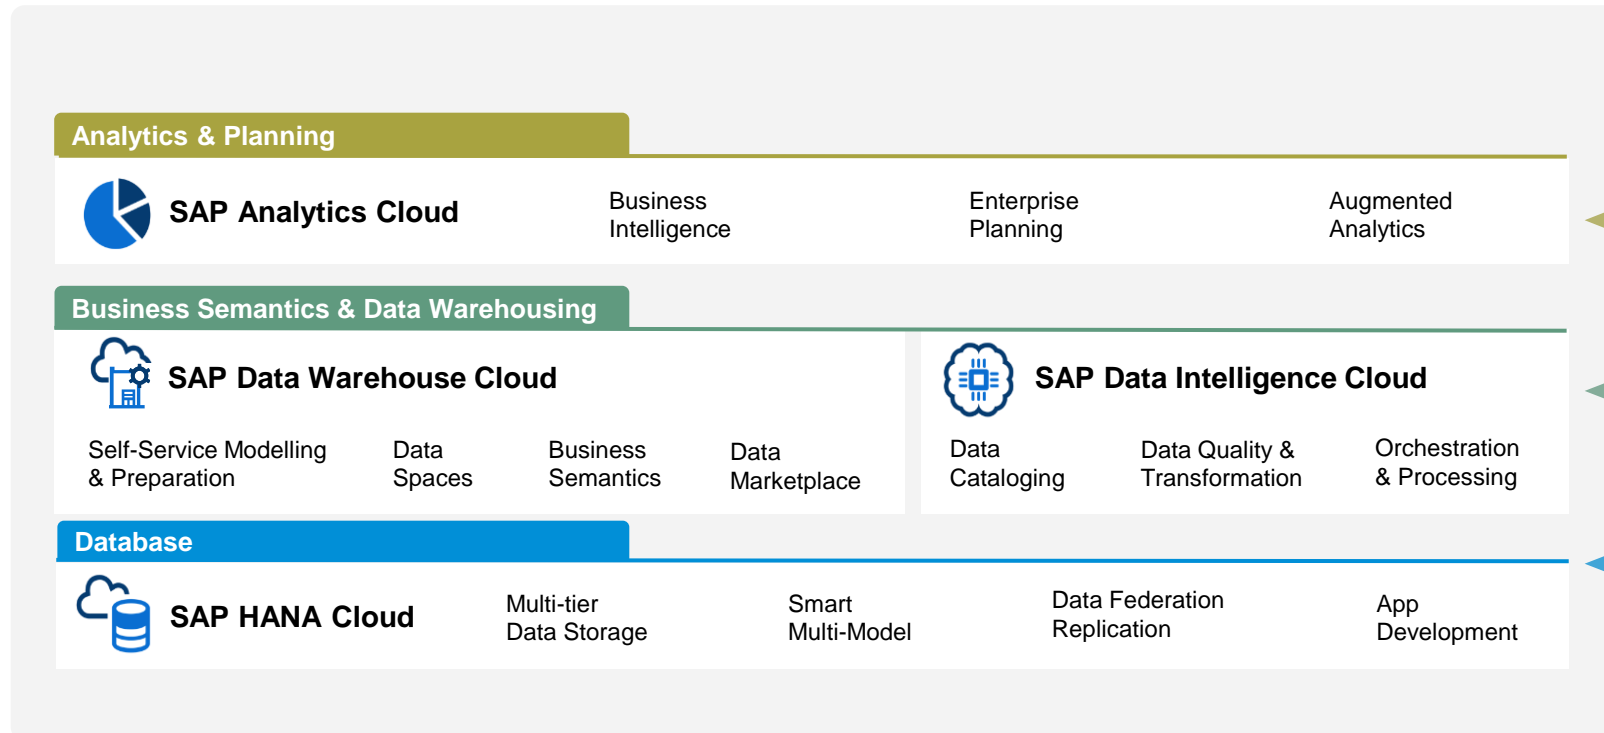 Analytics & Planning
SAP Analytics Cloud
Business
Intelligence
Enterprise
Planning
Augmented
Analytics
Business Semantics & Data Warehousing
SAP Data Warehouse Cloud
Self-Service Modelling
& Preparation
Data
Spaces
Business
Semantics
Data
Marketplace
SAP Data Intelligence Cloud
Data
Cataloging
Data Quality &
Transformation
Orchestration
& Processing
Database
SAP HANA Cloud
Multi-tier
Data Storage
Smart
Multi-Model
Data Federation
Replication
App
Development